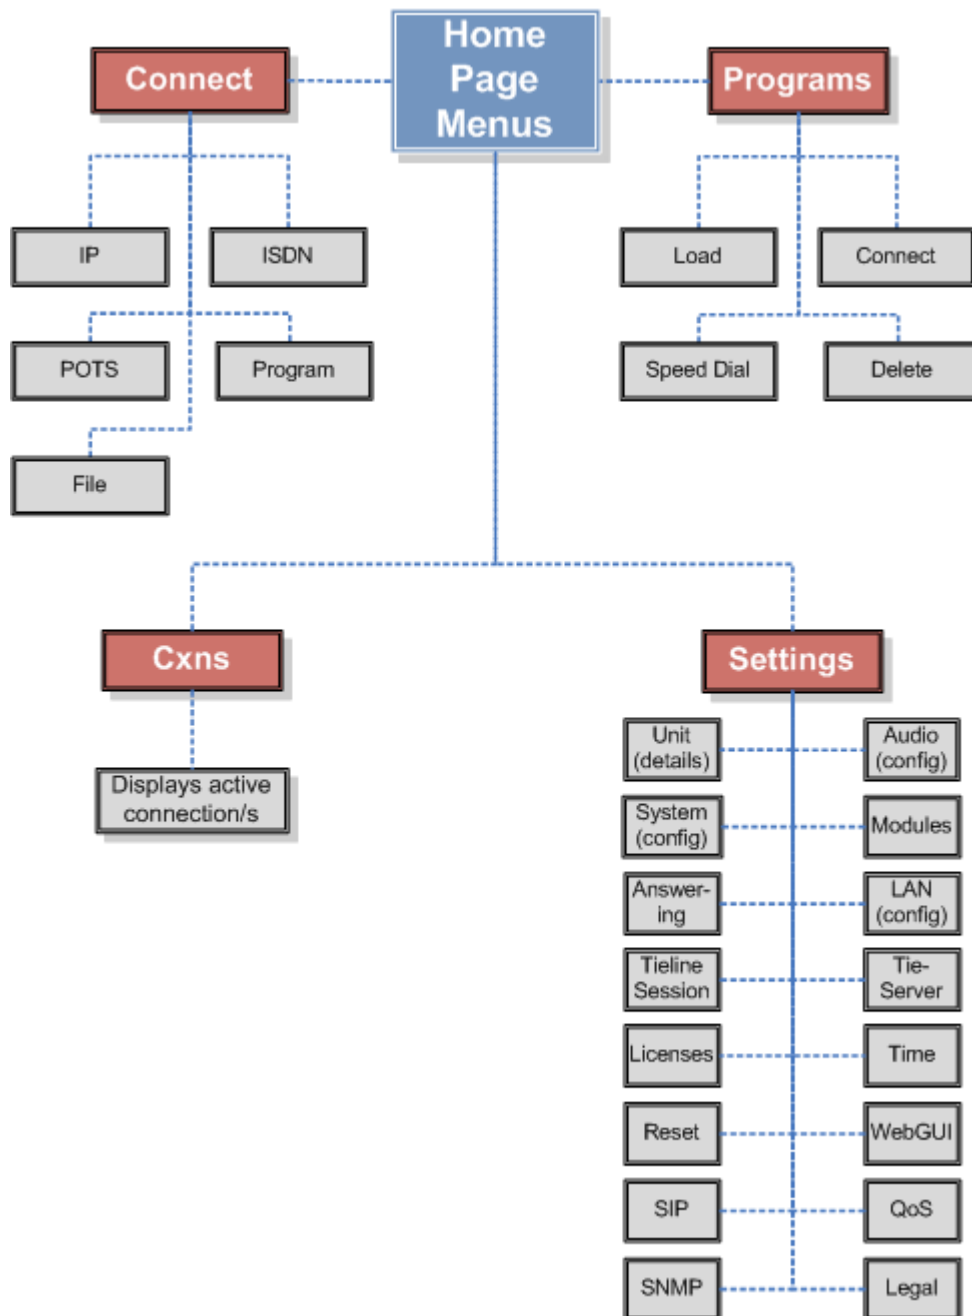 Home
Page
Menus
Connect
Programs
IP
ISDN
Load
Connect
POTS
Program
Speed Dial
Delete
File
Cxns
Settings
Displays active
connection/s
Unit
(details)
Audio
(config)
System
(config)
Modules
Answer-
ing
LAN
(config)
Tieline
Session
Tie-
Server
Licenses
Time
Reset
WebGUI
SIP
QoS
SNMP
Legal